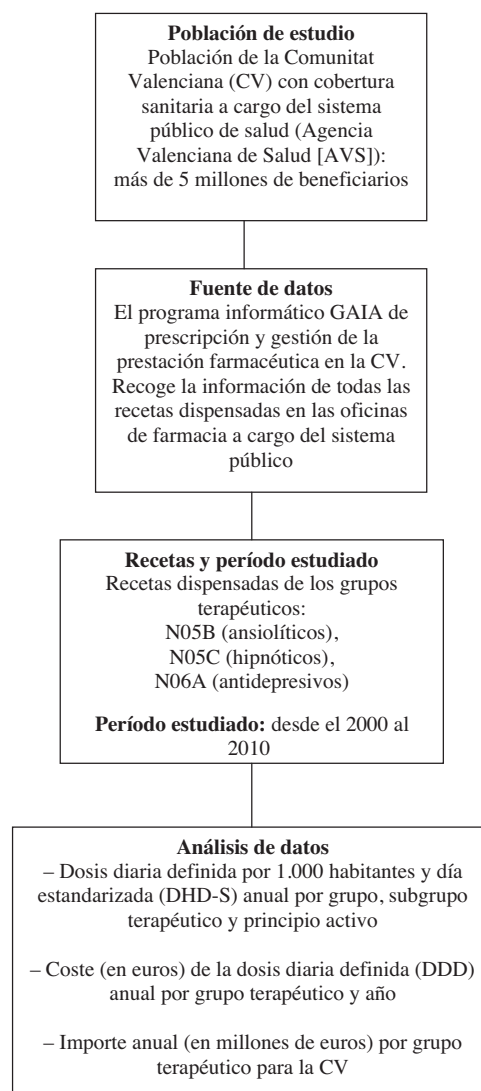 Población de estudio
Población de la Comunitat
Valenciana (CV) con cobertura
sanitaria a cargo del sistema
público de salud (Agencia
Valenciana de Salud [AVS]):
más de 5 millones de beneficiarios
Fuente de datos
El programa informático GAIA de
prescripción y gestión de la
prestación farmacéutica en la CV.
Recoge la información de todas las
recetas dispensadas en las oficinas
de farmacia a cargo del sistema
público
Recetas y período estudiado
Recetas dispensadas de los grupos
terapéuticos:
N05B (ansiolíticos),
N05C (hipnóticos),
N06A (antidepresivos)
Período estudiado: desde el 2000 al
2010
Análisis de datos
– Dosis diaria definida por 1.000 habitantes y día
estandarizada (DHD-S) anual por grupo, subgrupo
terapéutico y principio activo
– Coste (en euros) de la dosis diaria definida (DDD)
anual por grupo terapéutico y año
– Importe anual (en millones de euros) por grupo
terapéutico para la CV